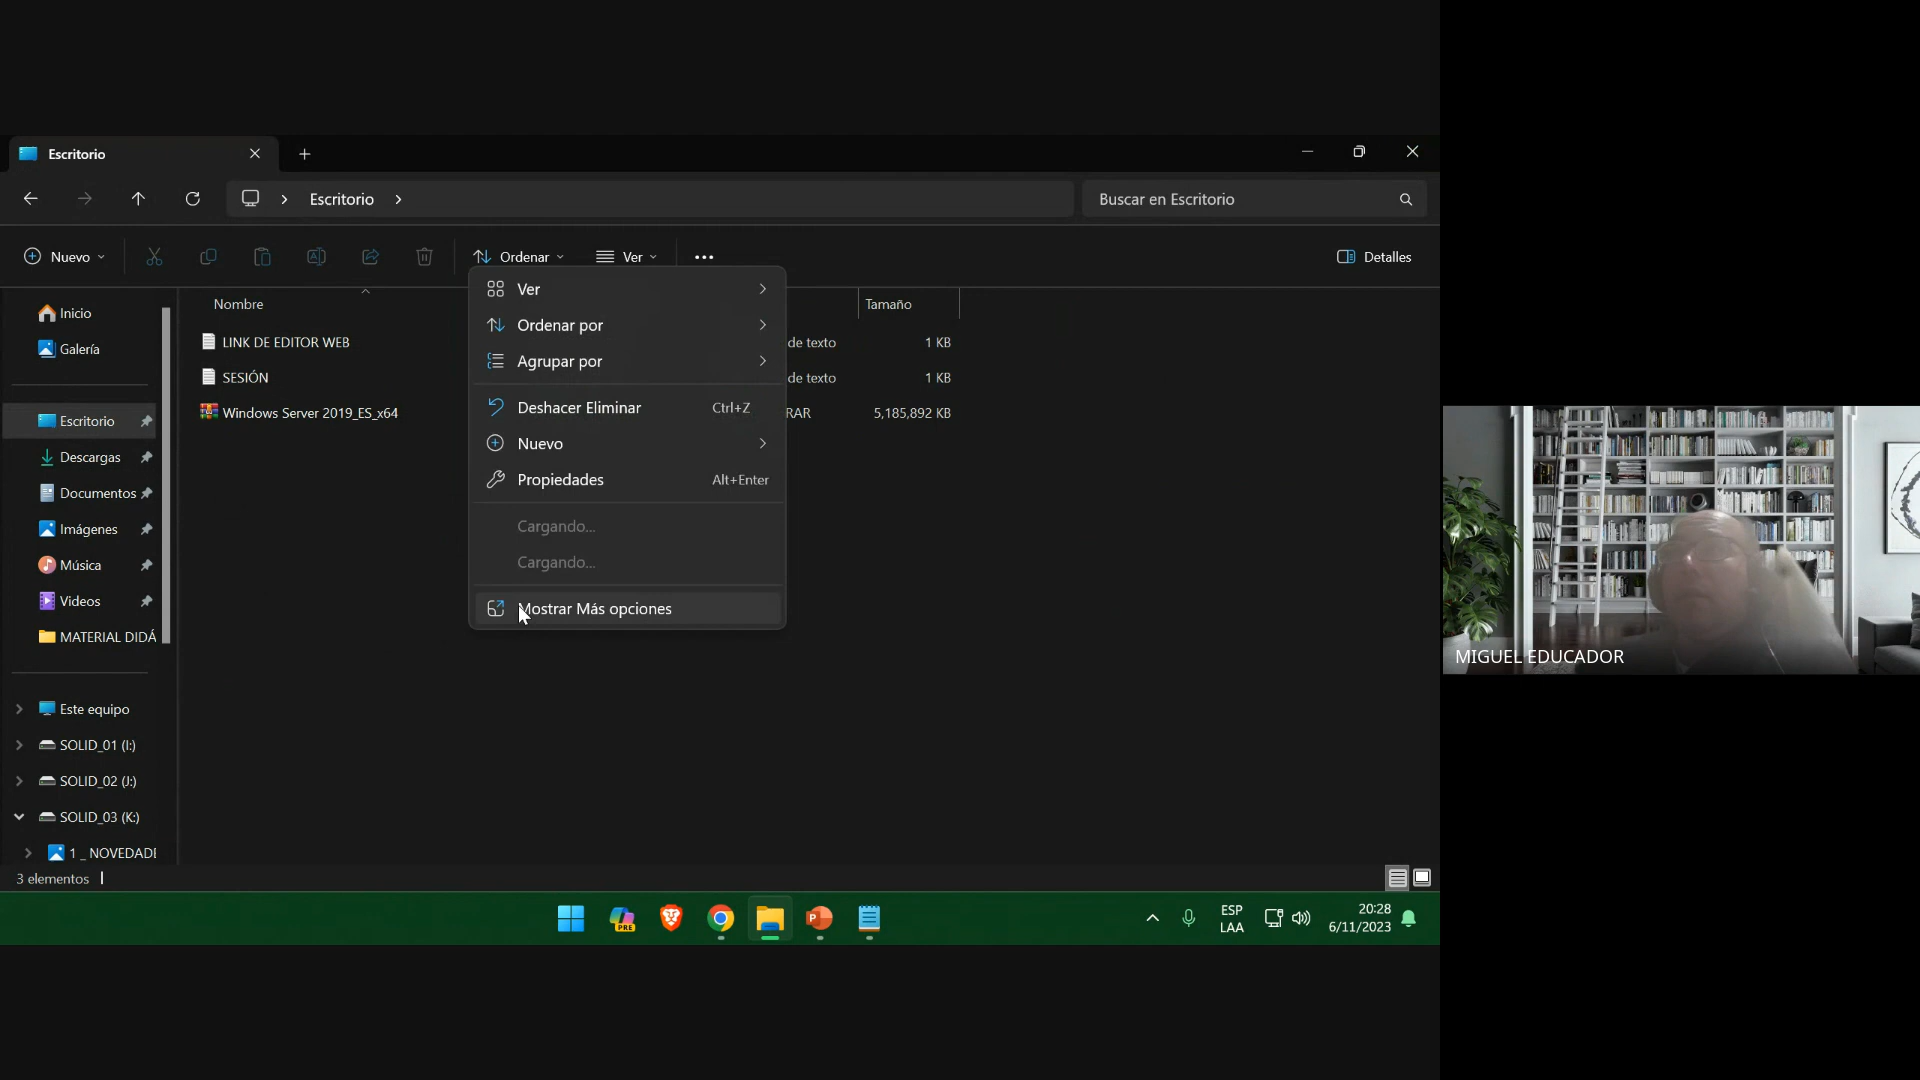 Escritorio
Escritorio
Buscar en Escritorio
Nuevo
Ordenar
Ver
Detalles
Nombre
Tamaño
LINK DE EDITOR WEB
de texto
1 KB
SESIÓN
de texto
1 KB
Windows Server 2019_ES_x64
RAR
5,185,892 KB
Ver
Ordenar por
Agrupar por
Deshacer Eliminar
Ctrl+Z
Nuevo
Propiedades
Alt+Enter
Cargando...
Cargando...
Mostrar Más opciones
Inicio
Galería
Escritorio
Descargas
Documentos
Imágenes
Música
Videos
MATERIAL DIDÁ
Este equipo
SOLID_01 (I:)
SOLID_02 (J:)
SOLID_03 (K:)
1 _ NOVEDADE
3 elementos
PRE
ESP
LAA
20:28
6/11/2023
MIGUEL EDUCADOR